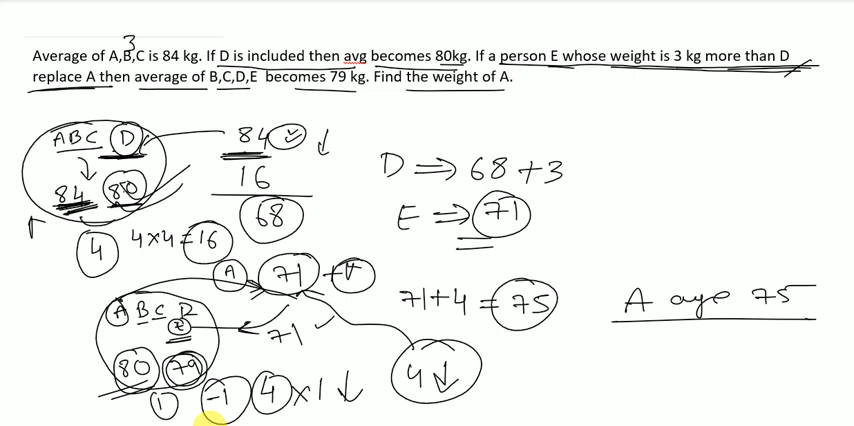 3
Average of A,B,C is 84 kg. If D is included then avg becomes 80kg. If a person E whose weight is 3 kg more than D
replace A then average of B,C,D,E becomes 79 kg. Find the weight of A.
ABC D
84 80
84
16
68
4 4x4=16
D ⇒ 68+3
E ⇒ 71
A 71 +4
71+4 = 75
A age 75
A B C D
E
71
80 79
1 -1 4 x 1 ↓
4 ↓